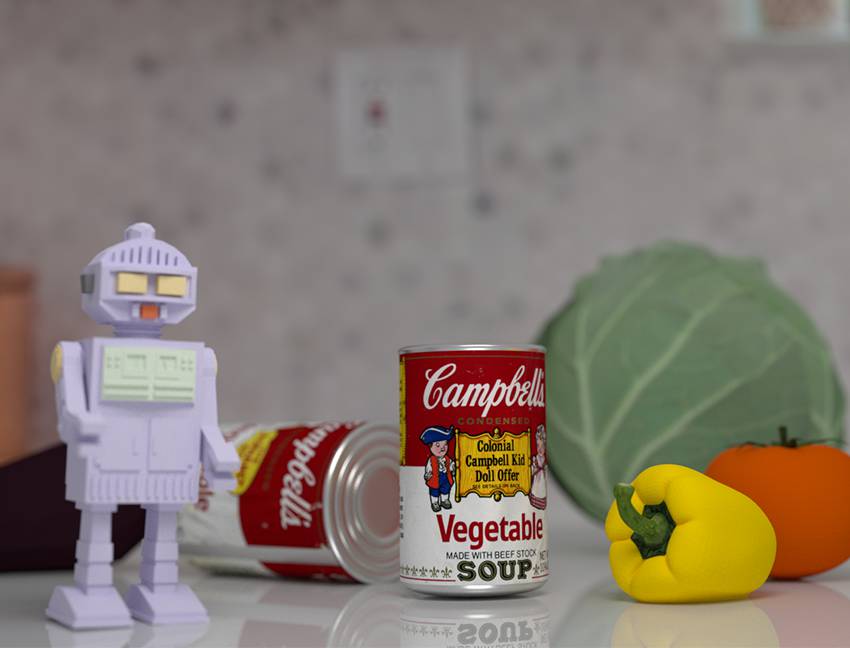 Campbell's
CONDENSED
Colonial
Campbell Kid
Doll Offer
SEE DETAILS ON BACK
Vegetable
MADE WITH BEEF STOCK
SOUP
Campbell's
SOUP